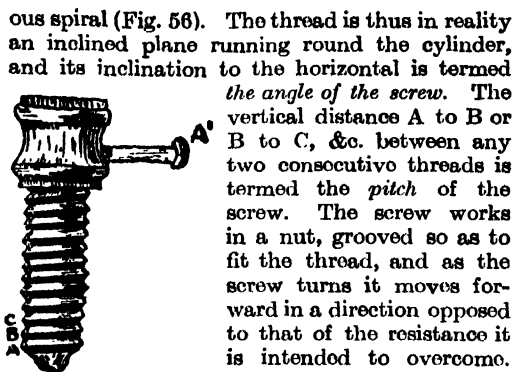 ous spiral (Fig. 56). The thread is thus in reality
an inclined plane running round the cylinder,
and its inclination to the horizontal is termed
the angle of the screw. The
vertical distance A to B or
B to C, &c. between any
two consecutive threads is
termed the pitch of the
screw. The screw works
in a nut, grooved so as to
fit the thread, and as the
screw turns it moves for-
ward in a direction opposed
to that of the resistance it
is intended to overcome.
A'
C
B
A